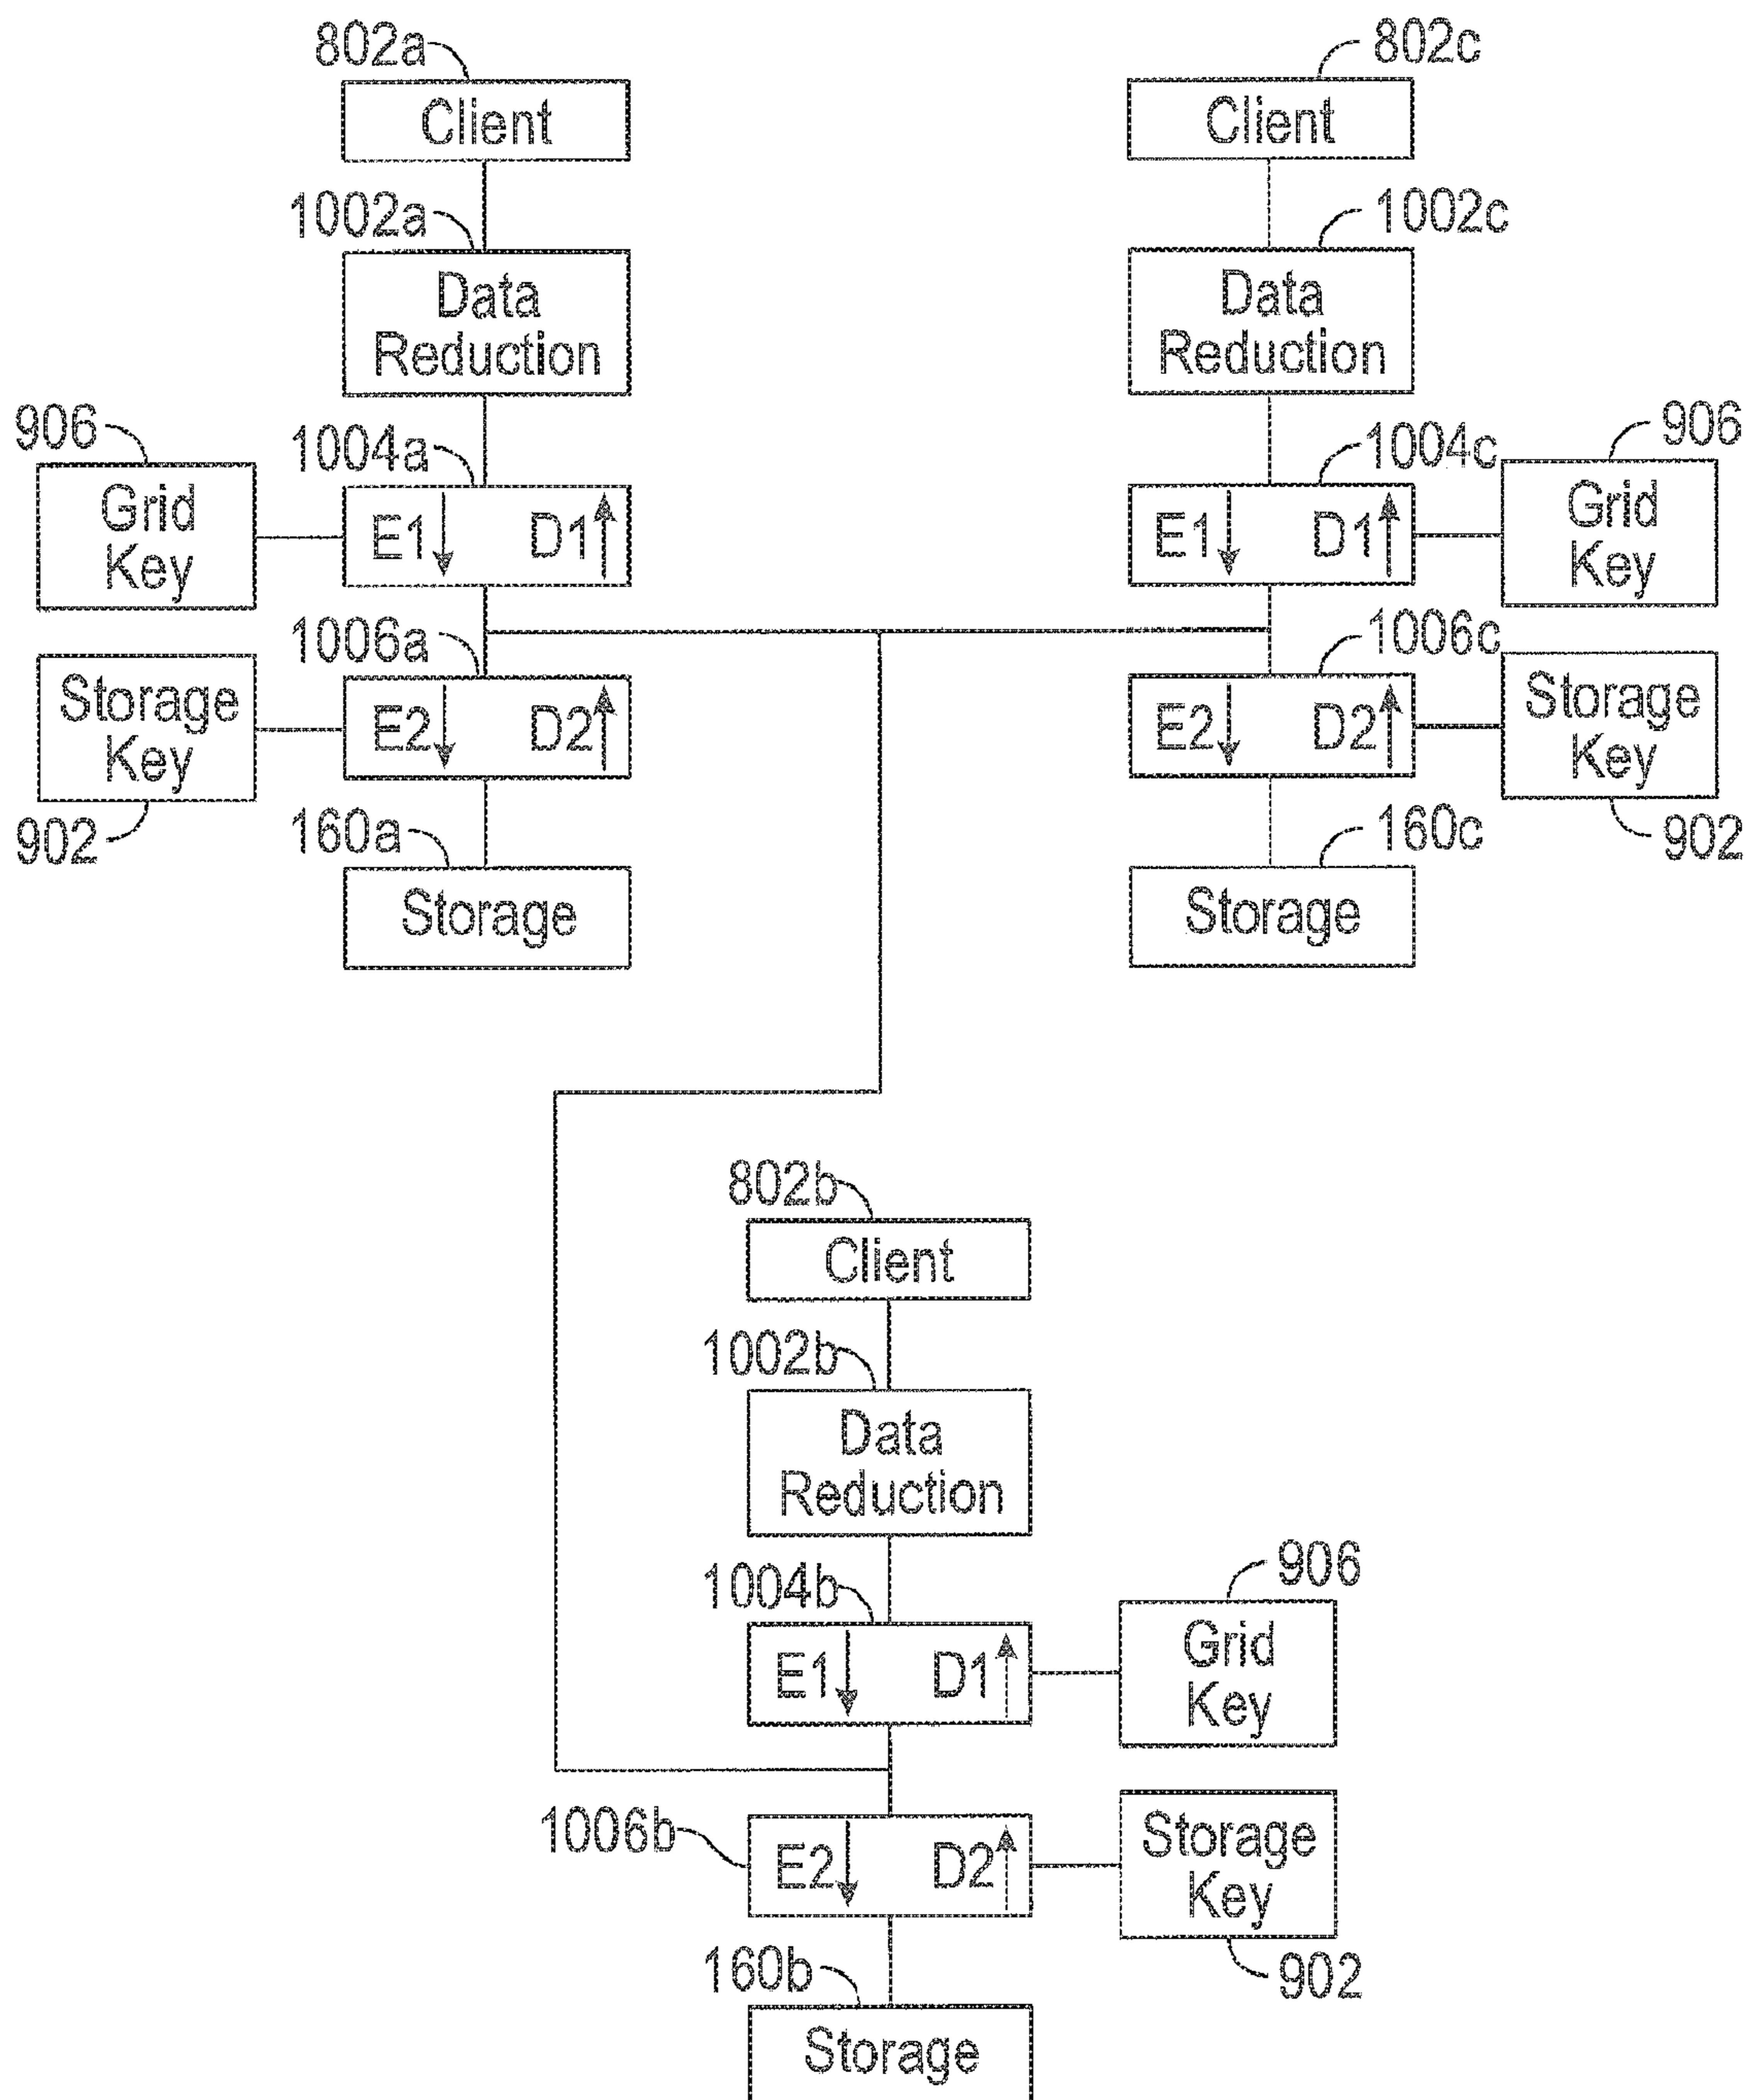 802a
Client
1002a
Data
Reduction
906
Grid
Key
1004a
E1 D1
1006a
Storage
Key
902
E2 D2
160a
Storage
802c
Client
1002c
Data
Reduction
1004c
E1 D1
906
Grid
Key
1006c
E2 D2
Storage
Key
902
160c
Storage
802b
Client
1002b
Data
Reduction
1004b
E1 D1
906
Grid
Key
1006b
E2 D2
Storage
Key
902
160b
Storage